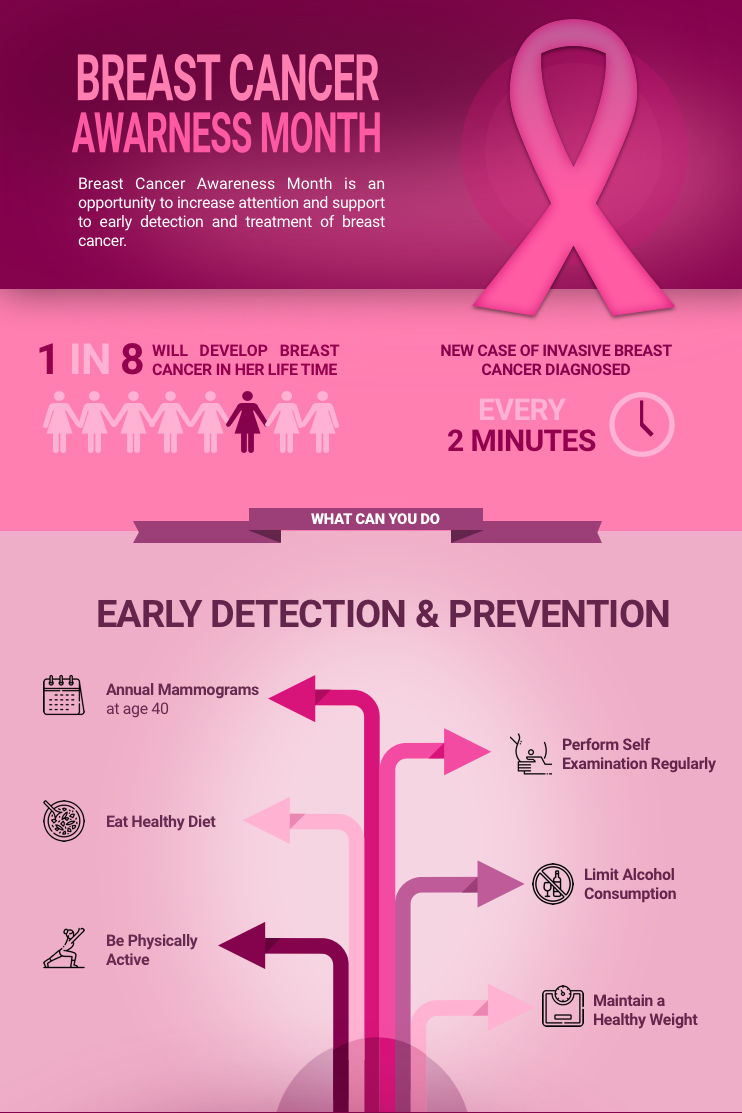 BREAST CANCER
AWARNESS MONTH
Breast Cancer Awareness Month is an
opportunity to increase attention and support
to early detection and treatment of breast
cancer.
1 IN 8
WILL DEVELOP BREAST
CANCER IN HER LIFE TIME
NEW CASE OF INVASIVE BREAST
CANCER DIAGNOSED
EVERY
2 MINUTES
WHAT CAN YOU DO
EARLY DETECTION & PREVENTION
Annual Mammograms
at age 40
Perform Self
Examination Regularly
Eat Healthy Diet
Limit Alcohol
Consumption
Be Physically
Active
Maintain a
Healthy Weight